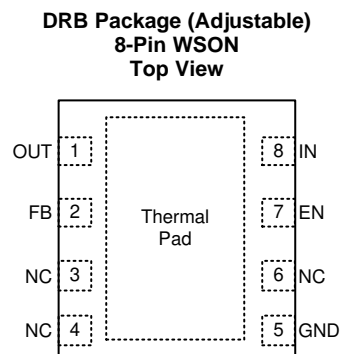 DRB Package (Adjustable)
8-Pin WSON
Top View
OUT 1 8 IN
FB 2 Thermal Pad 7 EN
NC 3 6 NC
NC 4 5 GND